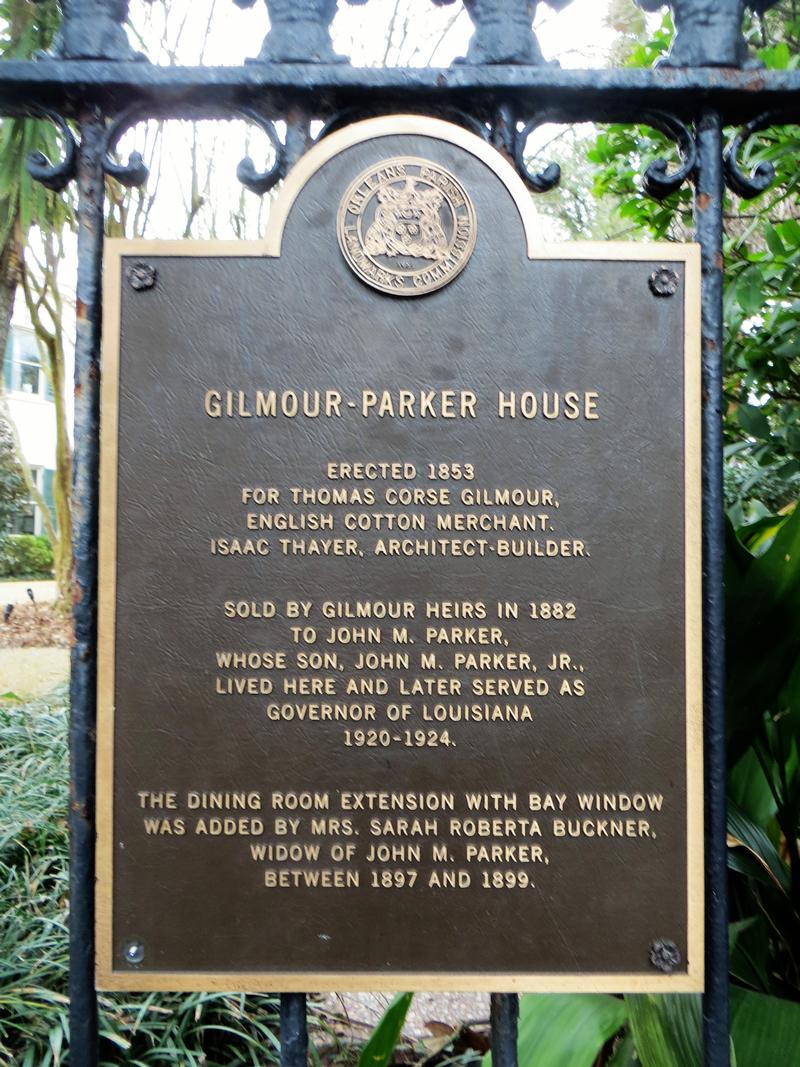 ORLEANS PARISH
LANDMARKS COMMISSION
GILMOUR-PARKER HOUSE
ERECTED 1853
FOR THOMAS CORSE GILMOUR,
ENGLISH COTTON MERCHANT.
ISAAC THAYER, ARCHITECT-BUILDER.
SOLD BY GILMOUR HEIRS IN 1882
TO JOHN M. PARKER,
WHOSE SON, JOHN M. PARKER, JR.,
LIVED HERE AND LATER SERVED AS
GOVERNOR OF LOUISIANA
1920-1924.
THE DINING ROOM EXTENSION WITH BAY WINDOW
WAS ADDED BY MRS. SARAH ROBERTA BUCKNER,
WIDOW OF JOHN M. PARKER,
BETWEEN 1897 AND 1899.